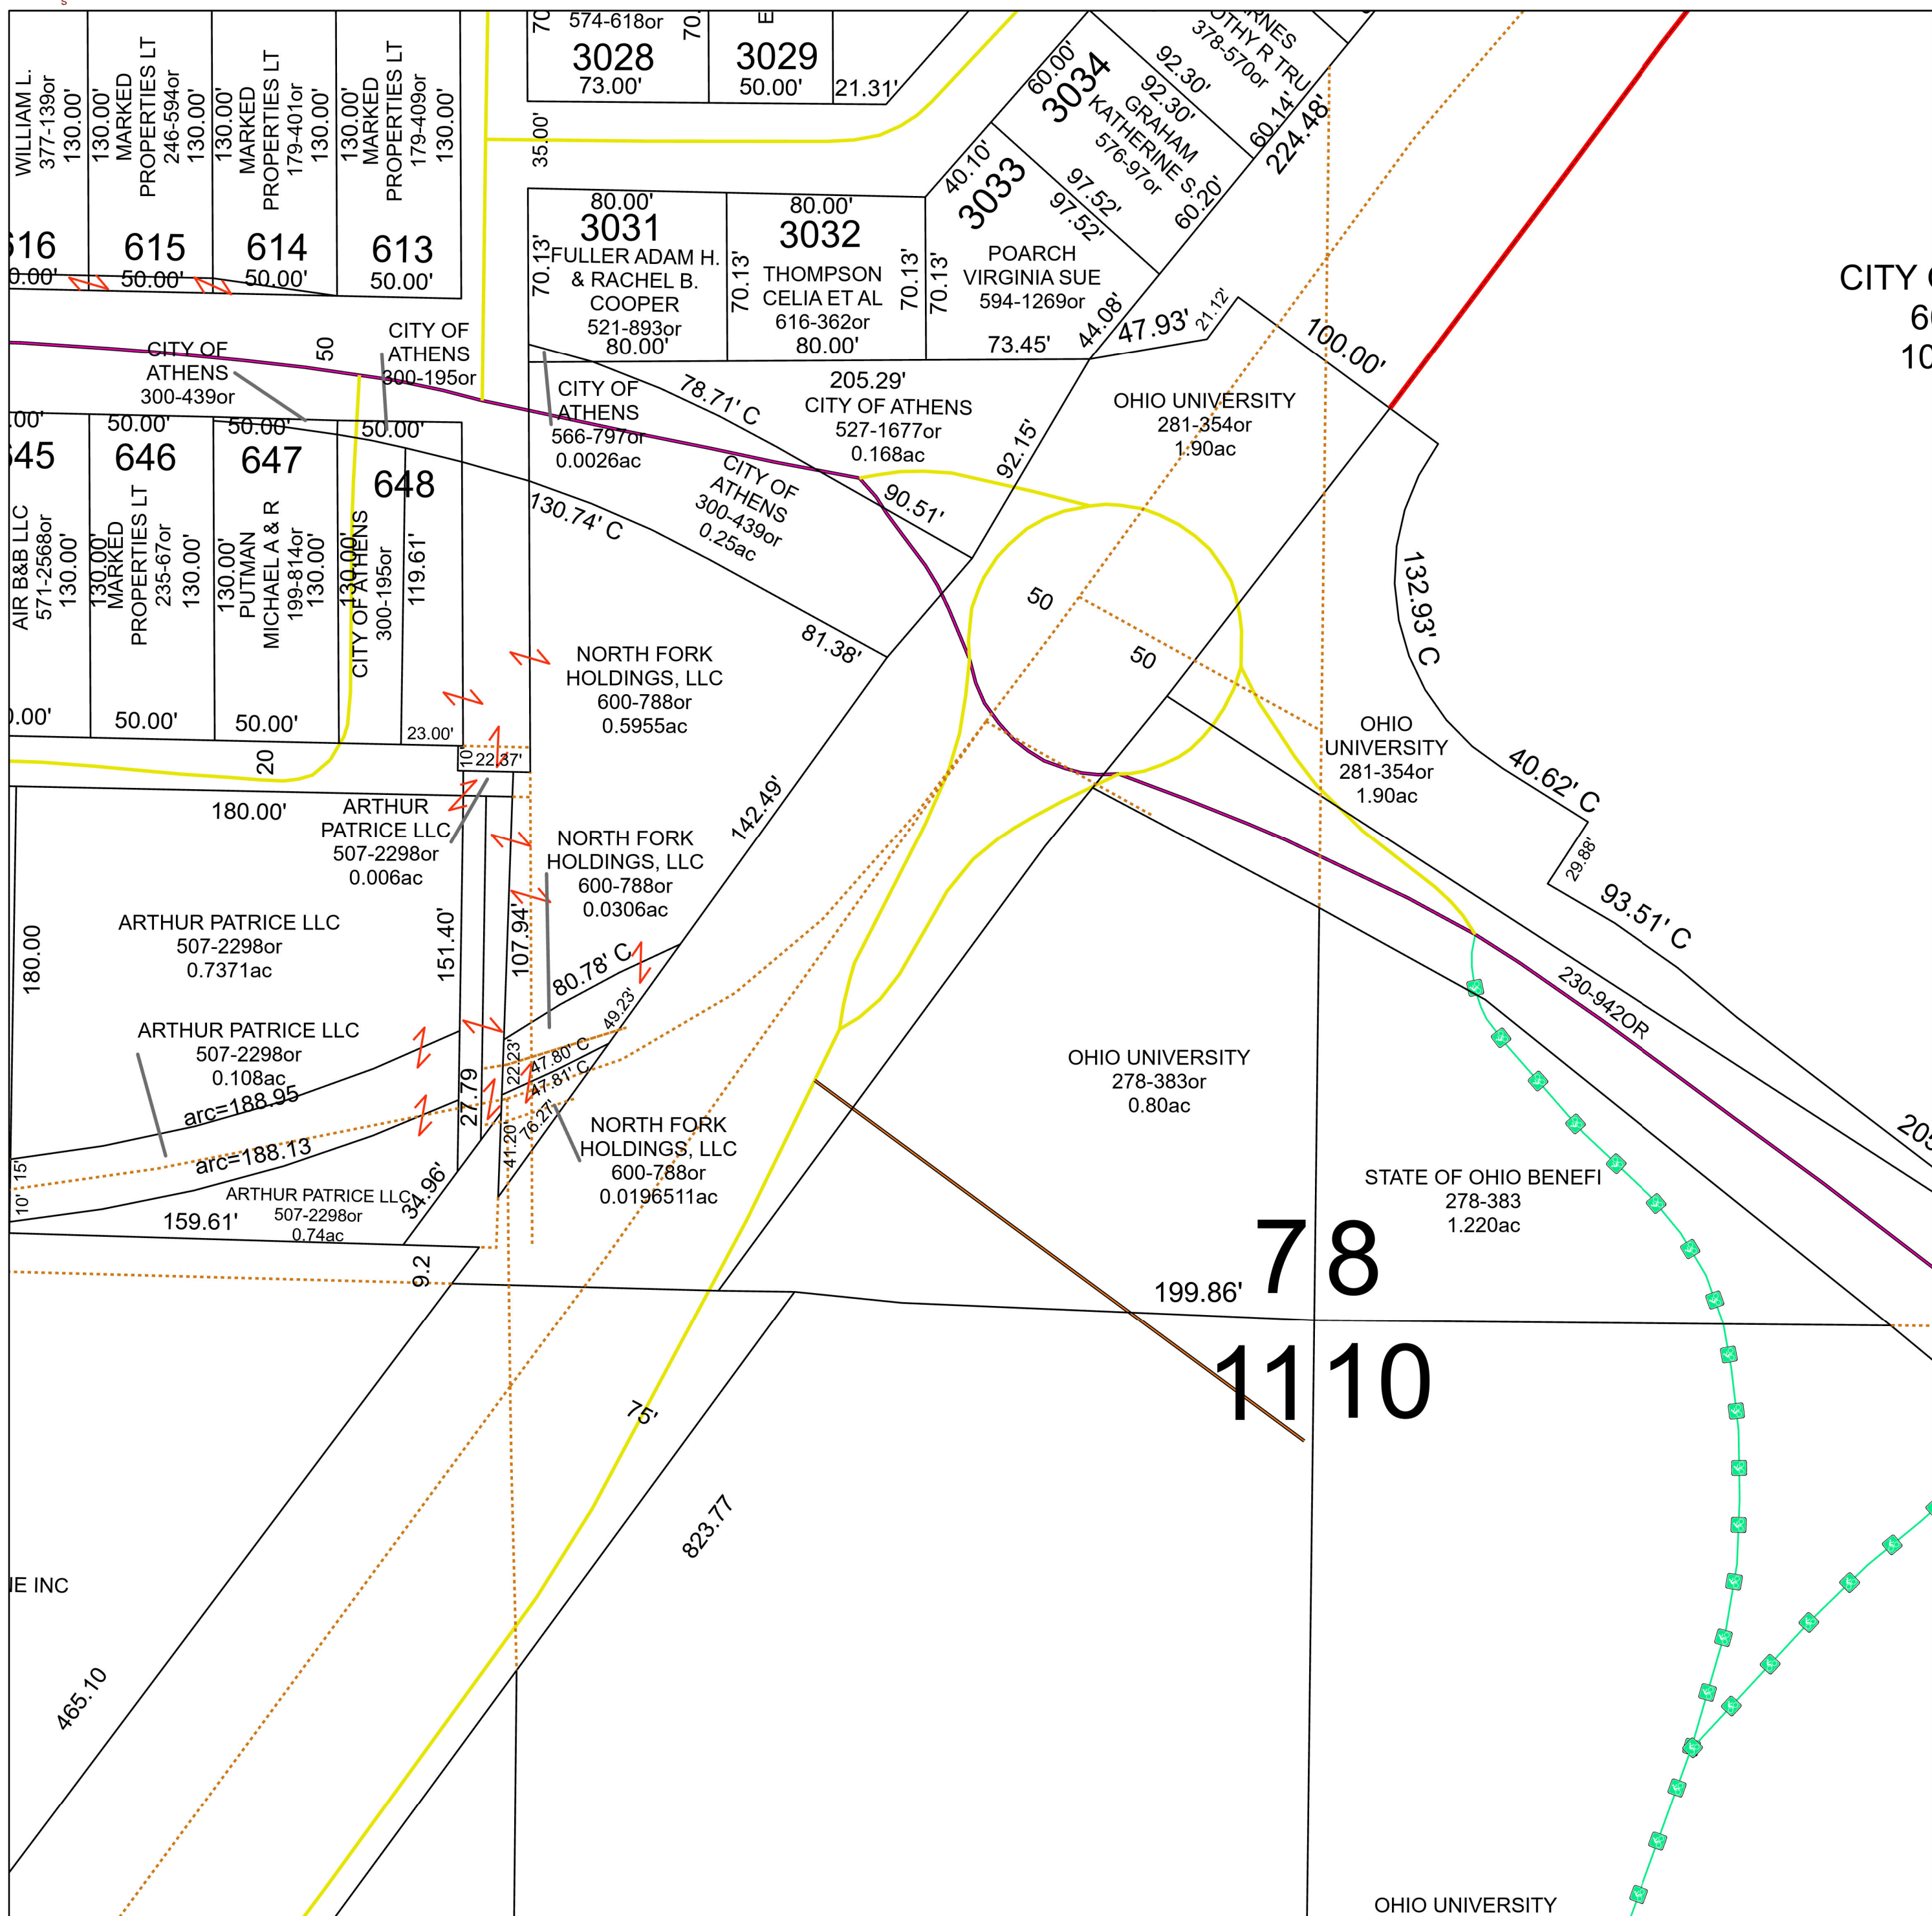 s
WILLIAM L.
377-139or
130.00'
130.00'
MARKED
PROPERTIES LT
246-594or
130.00'
130.00'
MARKED
PROPERTIES LT
179-401or
130.00'
130.00'
MARKED
PROPERTIES LT
179-409or
130.00'
616
615
614
613
0.00'
50.00'
50.00'
50.00'
574-618or
70
70.
3028
73.00'
E
3029
50.00'
21.31'
35.00'
RNES
OTHY R TRU
378-570or
60.00'
3034
92.30'
92.30'
GRAHAM
KATHERINE S.
576-97or
60.14'
224.48'
60.20'
40.10'
3033
97.52'
97.52'
POARCH
VIRGINIA SUE
594-1269or
73.45'
44.08'
80.00'
3031
70.13'
FULLER ADAM H.
& RACHEL B.
COOPER
521-893or
80.00'
70.13'
80.00'
3032
THOMPSON
CELIA ET AL
616-362or
80.00'
70.13'
70.13'
47.93'
21.12'
100.00'
CITY
6
10
CITY OF
ATHENS
300-439or
50
CITY OF
ATHENS
300-195or
CITY OF
ATHENS
566-797or
0.0026ac
78.71' C
205.29'
CITY OF ATHENS
527-1677or
0.168ac
92.15'
90.51'
CITY OF
ATHENS
300-439or
0.25ac
130.74' C
81.38'
OHIO UNIVERSITY
281-354or
1.90ac
.00'
50.00'
50.00'
50.00'
645
646
647
648
AIR B&B LLC
571-2568or
130.00'
130.00'
MARKED
PROPERTIES LT
235-67or
130.00'
130.00'
PUTMAN
MICHAEL A & R
199-814or
130.00'
130.00'
CITY OF ATHENS
300-195or
119.61'
0.00'
50.00'
50.00'
23.00'
10'
22.37'
20
50
50
132.93' C
NORTH FORK
HOLDINGS, LLC
600-788or
0.5955ac
142.49'
OHIO
UNIVERSITY
281-354or
1.90ac
40.62' C
29.88'
93.51' C
230-942OR
205
180.00'
ARTHUR
PATRICE LLC
507-2298or
0.006ac
NORTH FORK
HOLDINGS, LLC
600-788or
0.0306ac
180.00
ARTHUR PATRICE LLC
507-2298or
0.7371ac
151.40'
107.94'
80.78' C
49.23'
ARTHUR PATRICE LLC
507-2298or
0.108ac
arc=188.95
arc=188.13
27.79
22.23'
47.80' C
47.81' C
76.27'
41.20'
NORTH FORK
HOLDINGS, LLC
600-788or
0.0196511ac
15'
10'
ARTHUR PATRICE LLC
507-2298or
0.74ac
159.61'
34.96'
9.2
OHIO UNIVERSITY
278-383or
0.80ac
STATE OF OHIO BENEFI
278-383
1.220ac
199.86'
7 8
11 10
75'
823.77
465.10
NE INC
OHIO UNIVERSITY